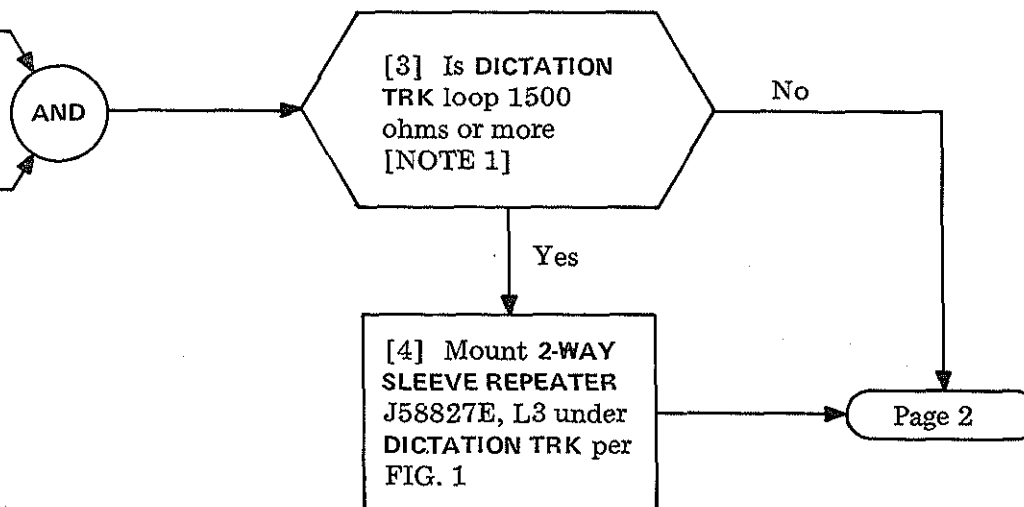 [3] Is DICTATION
TRK loop 1500
ohms or more
[NOTE 1]
AND
No
Yes
[4] Mount 2-WAY
SLEEVE REPEATER
J58827E, L3 under
DICTATION TRK per
FIG. 1
Page 2